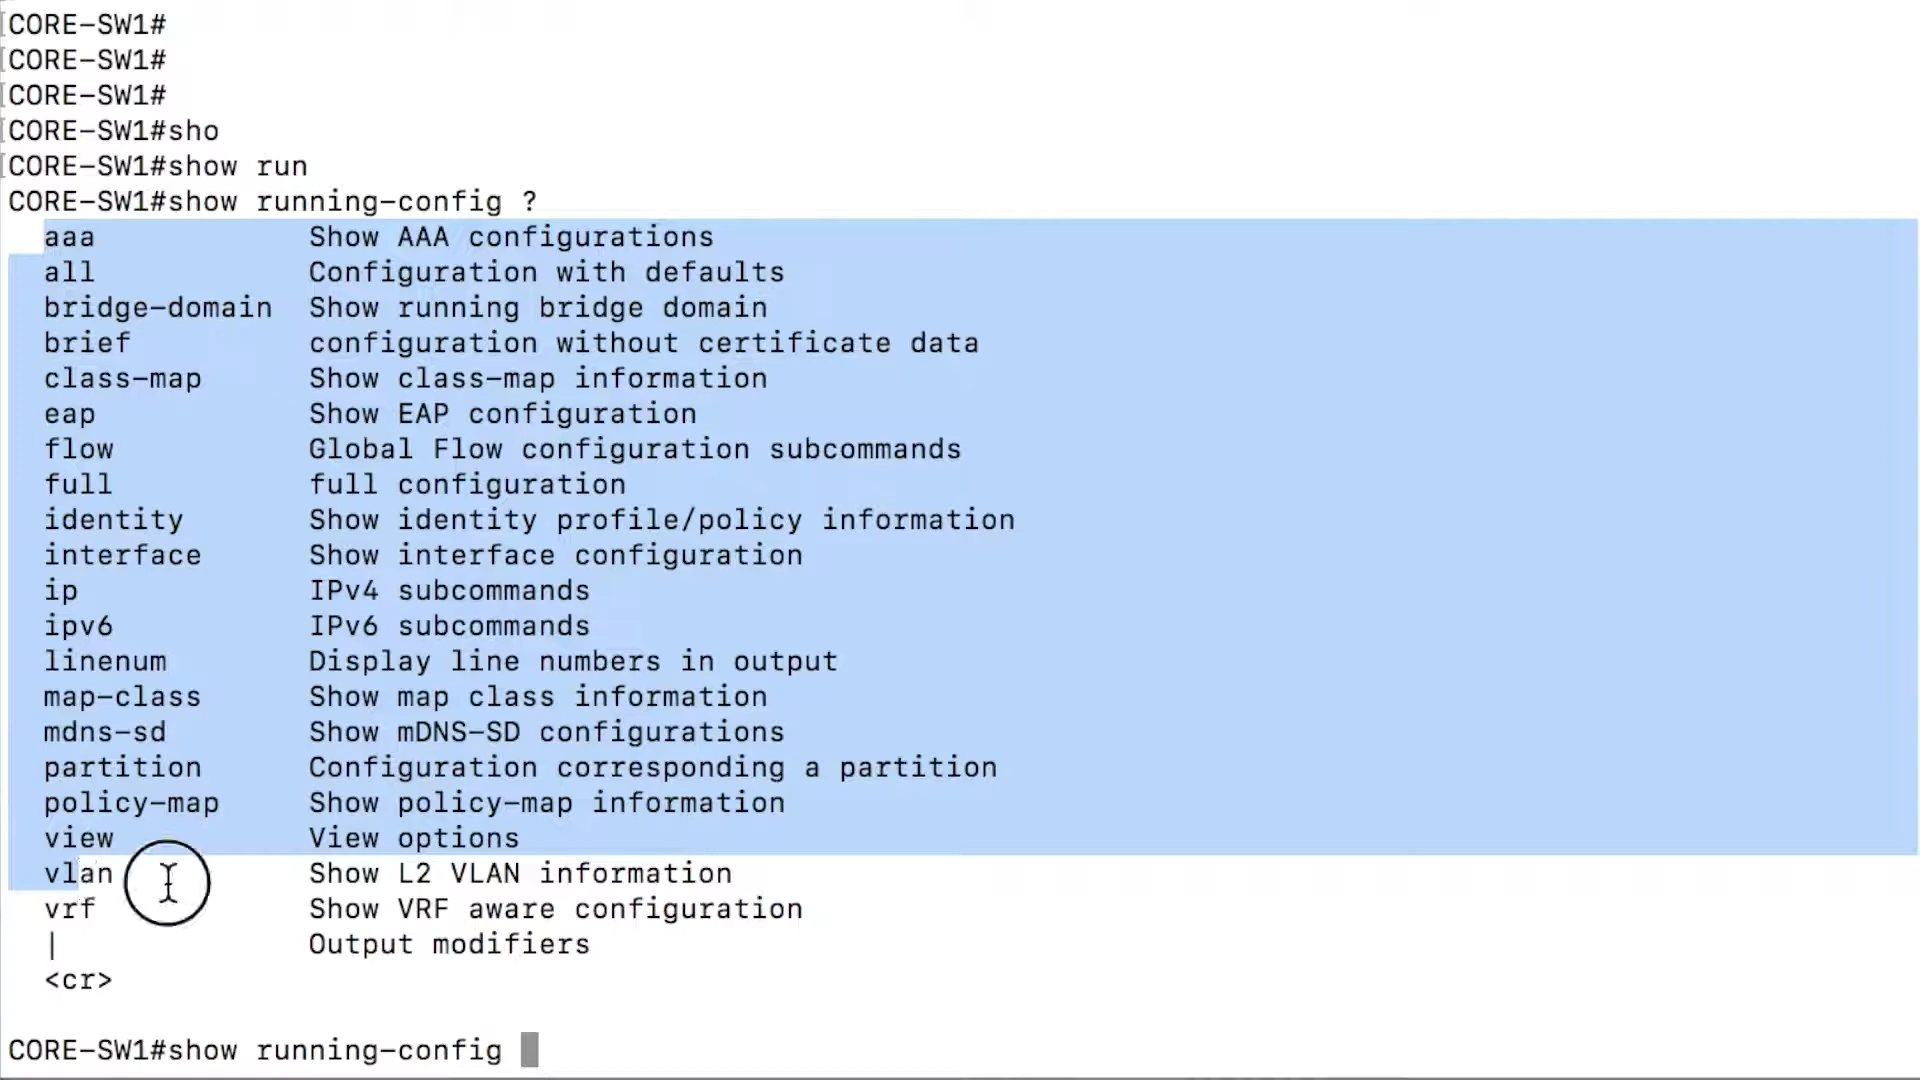 CORE-SW1#
CORE-SW1#
CORE-SW1#
CORE-SW1#sho
CORE-SW1#show run
CORE-SW1#show running-config ?
aaa Show AAA configurations
all Configuration with defaults
bridge-domain Show running bridge domain
brief configuration without certificate data
class-map Show class-map information
eap Show EAP configuration
flow Global Flow configuration subcommands
full full configuration
identity Show identity profile/policy information
interface Show interface configuration
ip IPv4 subcommands
ipv6 IPv6 subcommands
linenum Display line numbers in output
map-class Show map class information
mdns-sd Show mDNS-SD configurations
partition Configuration corresponding a partition
policy-map Show policy-map information
view View options
vlan Show L2 VLAN information
vrf Show VRF aware configuration
| Output modifiers
<cr>
CORE-SW1#show running-config